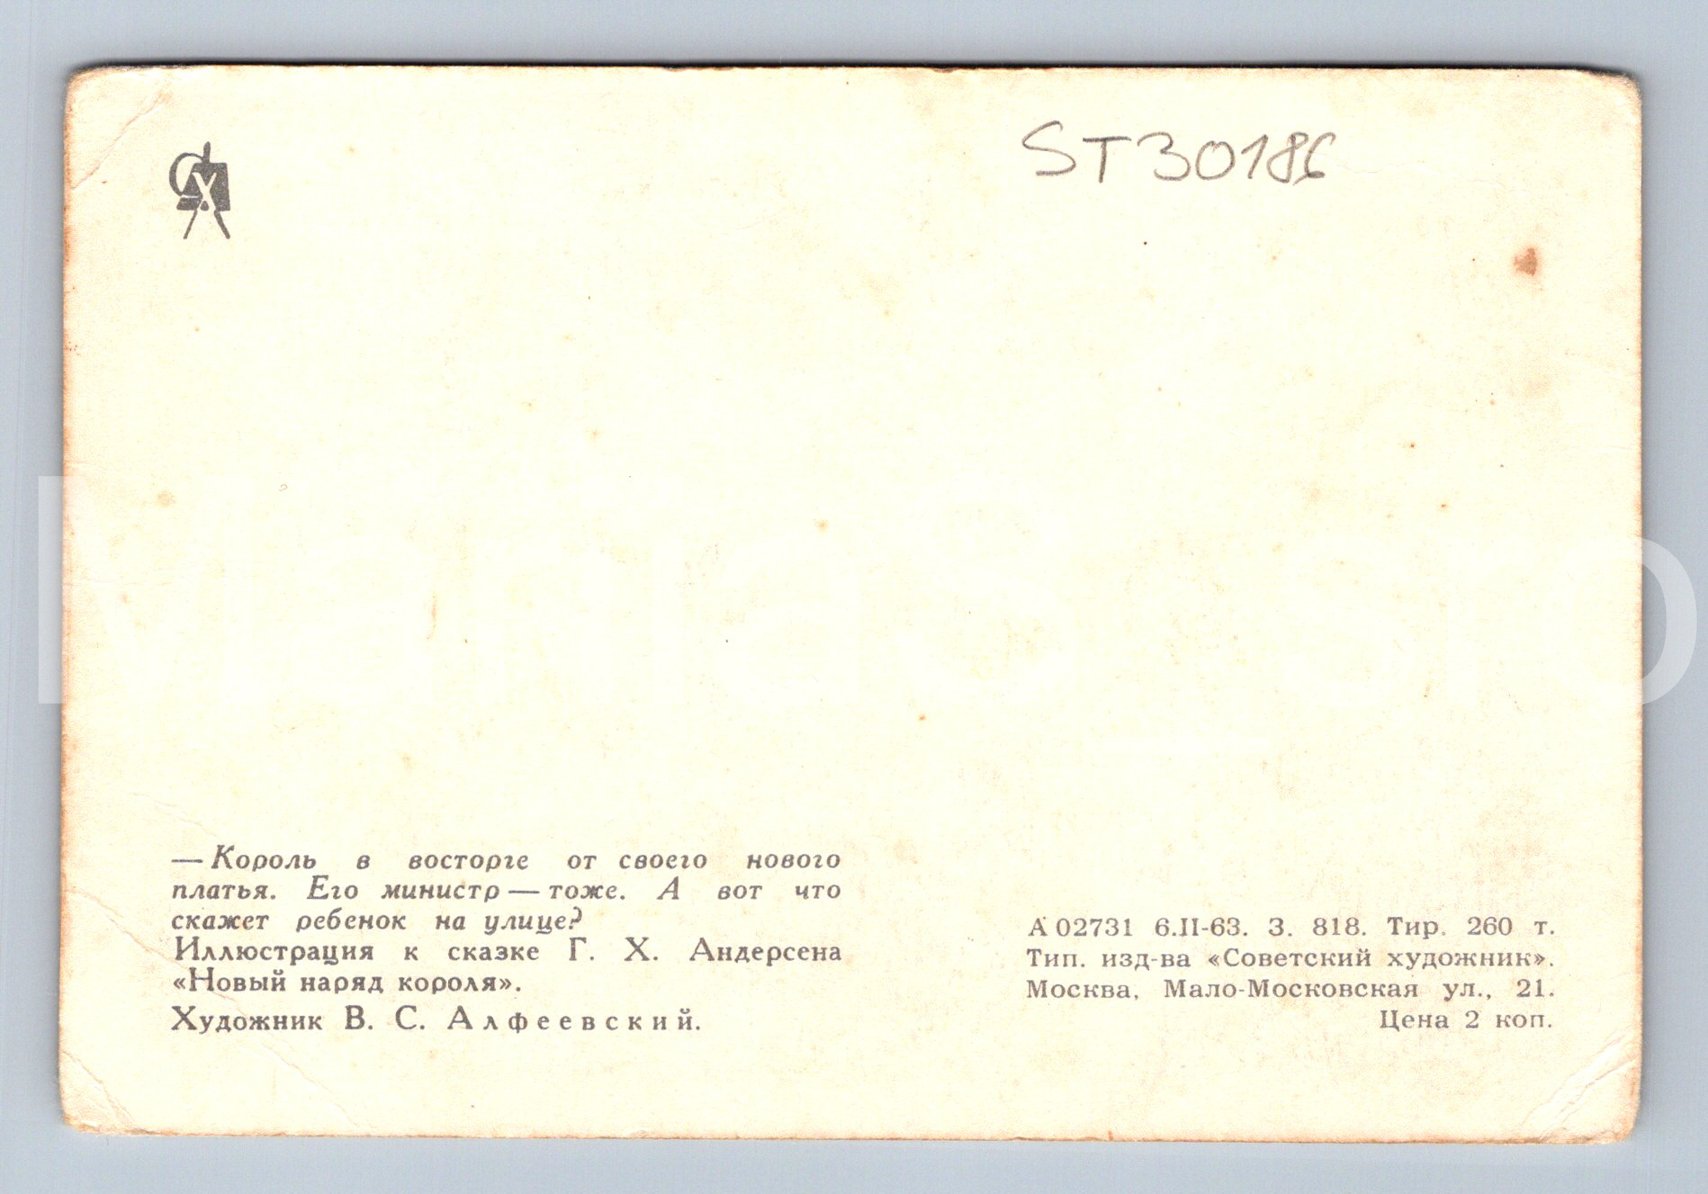 ST30186
— Король в восторге от своего нового
платья. Его министр — тоже. А вот что
скажет ребенок на улице?
Иллюстрация к сказке Г. Х. Андерсена
«Новый наряд короля».
Художник В. С. Алфеевский.
А 02731 6.II-63. З. 818. Тир. 260 т.
Тип. изд-ва «Советский художник».
Москва, Мало-Московская ул., 21.
Цена 2 коп.